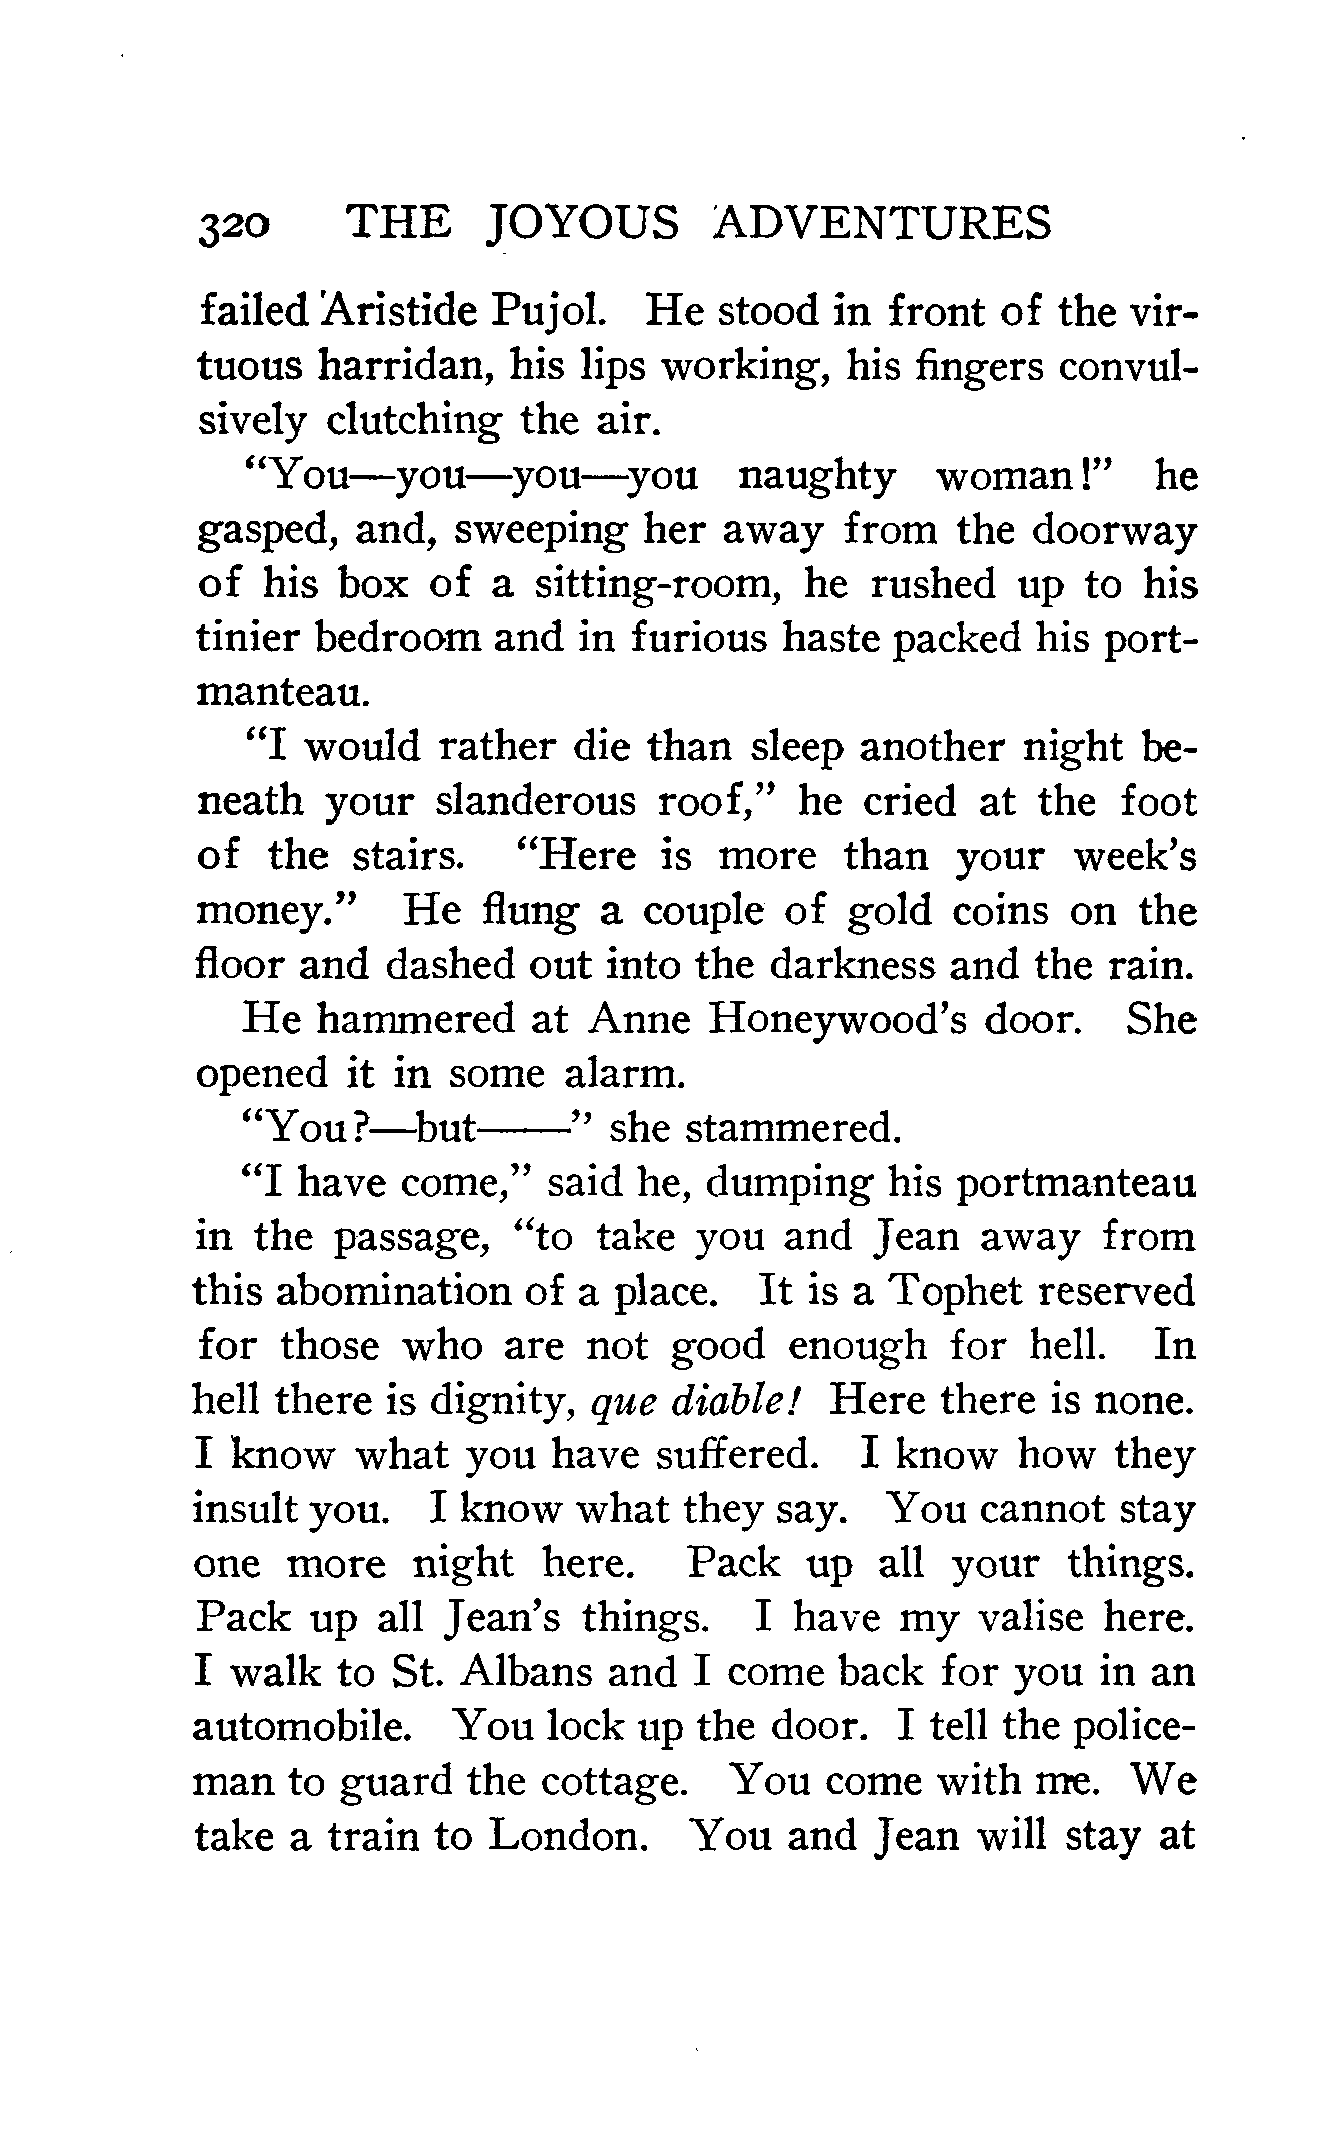 320 THE JOYOUS ADVENTURES
failed Aristide Pujol. He stood in front of the vir-
tuous harridan, his lips working, his fingers convul-
sively clutching the air.
"You—you—you—you naughty woman!" he
gasped, and, sweeping her away from the doorway
of his box of a sitting-room, he rushed up to his
tinier bedroom and in furious haste packed his port-
manteau.
"I would rather die than sleep another night be-
neath your slanderous roof," he cried at the foot
of the stairs. "Here is more than your week's
money." He flung a couple of gold coins on the
floor and dashed out into the darkness and the rain.
He hammered at Anne Honeywood's door. She
opened it in some alarm.
"You?—but——" she stammered.
"I have come," said he, dumping his portmanteau
in the passage, "to take you and Jean away from
this abomination of a place. It is a Tophet reserved
for those who are not good enough for hell. In
hell there is dignity, que diable! Here there is none.
I know what you have suffered. I know how they
insult you. I know what they say. You cannot stay
one more night here. Pack up all your things.
Pack up all Jean's things. I have my valise here.
I walk to St. Albans and I come back for you in an
automobile. You lock up the door. I tell the police-
man to guard the cottage. You come with me. We
take a train to London. You and Jean will stay at